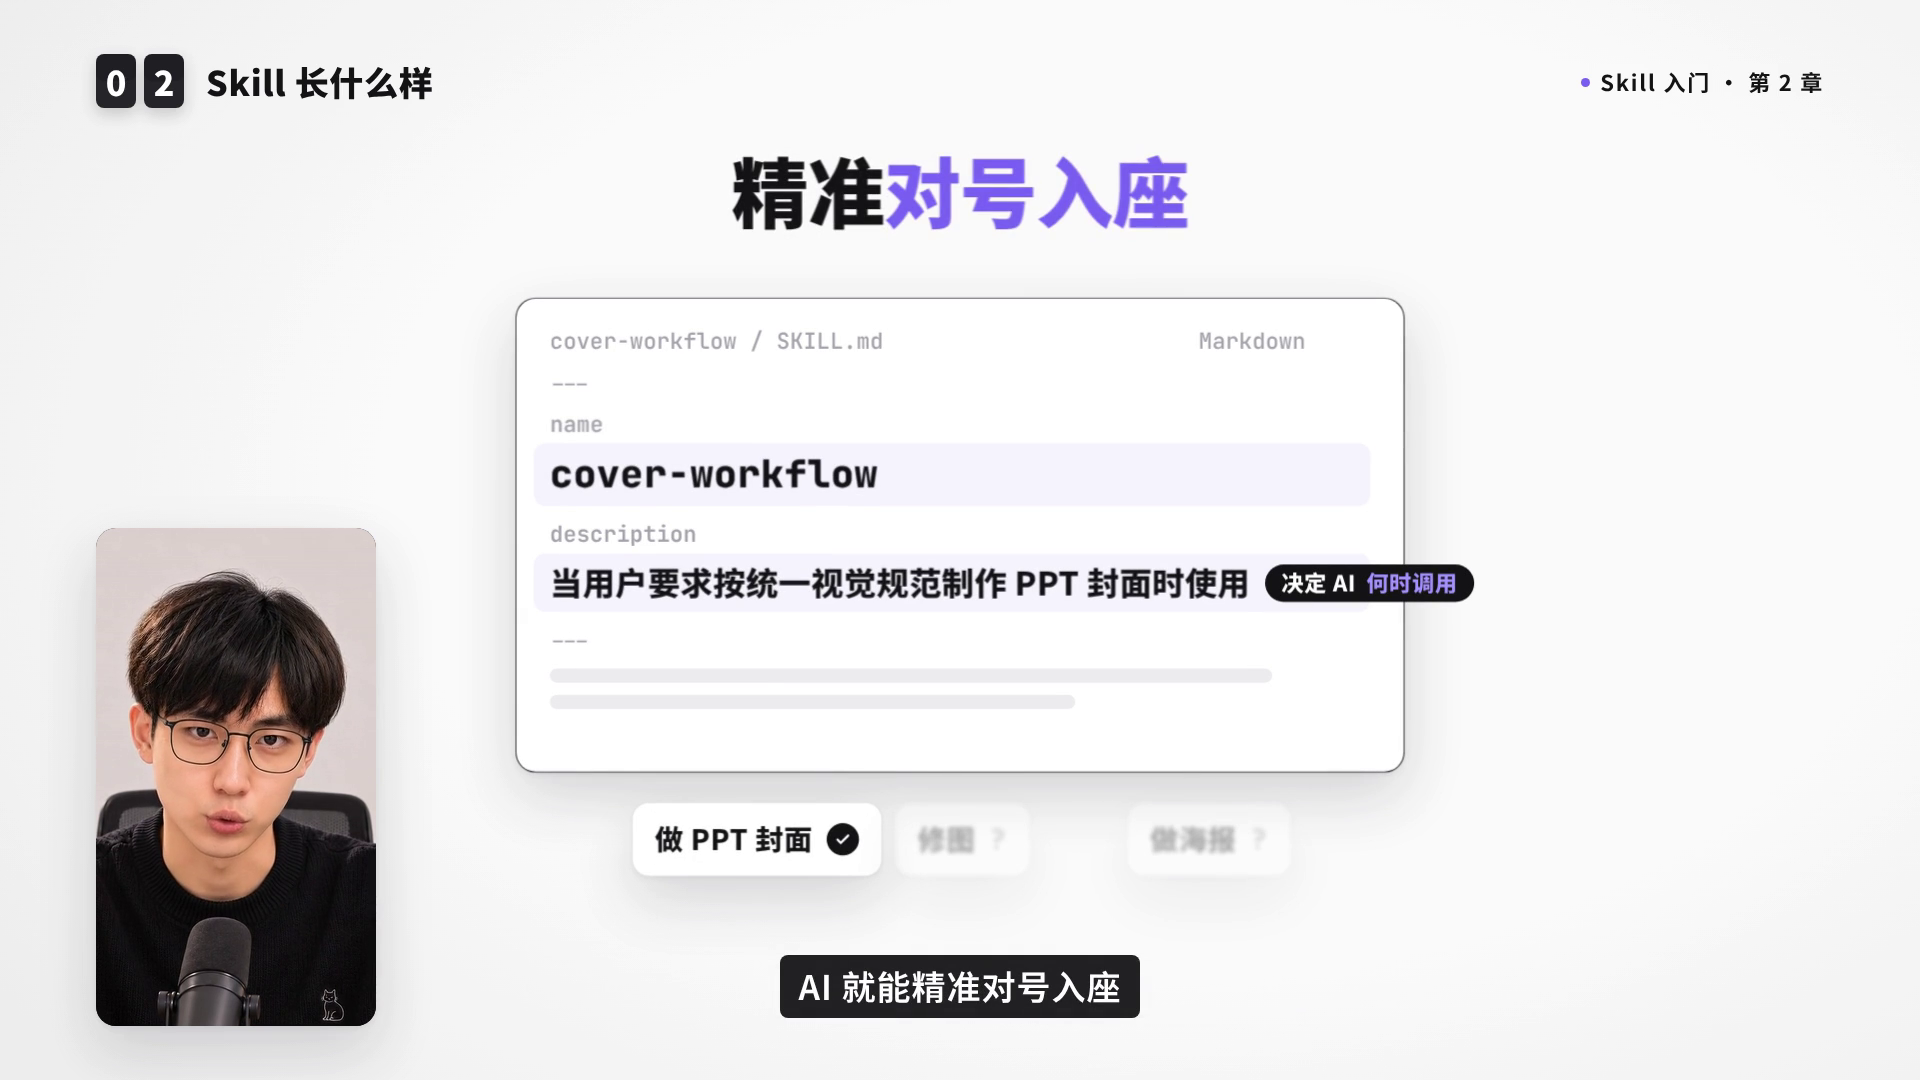 02 Skill 长什么样
Skill 入门 · 第 2 章
精准对号入座
cover-workflow / SKILL.md
Markdown
---
name
cover-workflow
description
当用户要求按统一视觉规范制作 PPT 封面时使用
决定 AI 何时调用
---
做 PPT 封面
修图 ?
做海报 ?
AI 就能精准对号入座